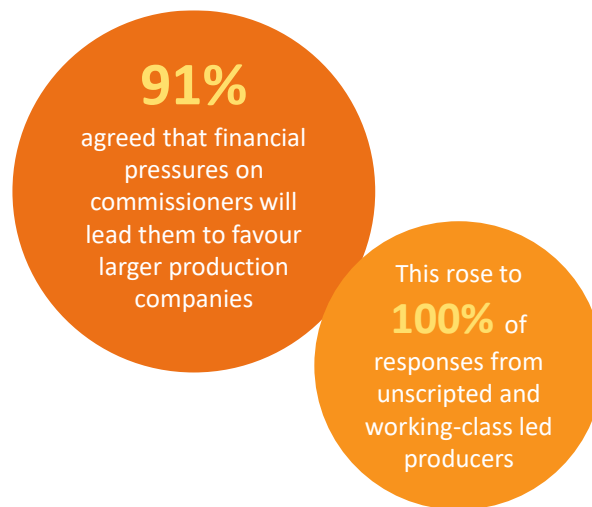 91%
agreed that financial
pressures on
commissioners will
lead them to favour
larger production
companies
This rose to
100% of
responses from
unscripted and
working-class led
producers